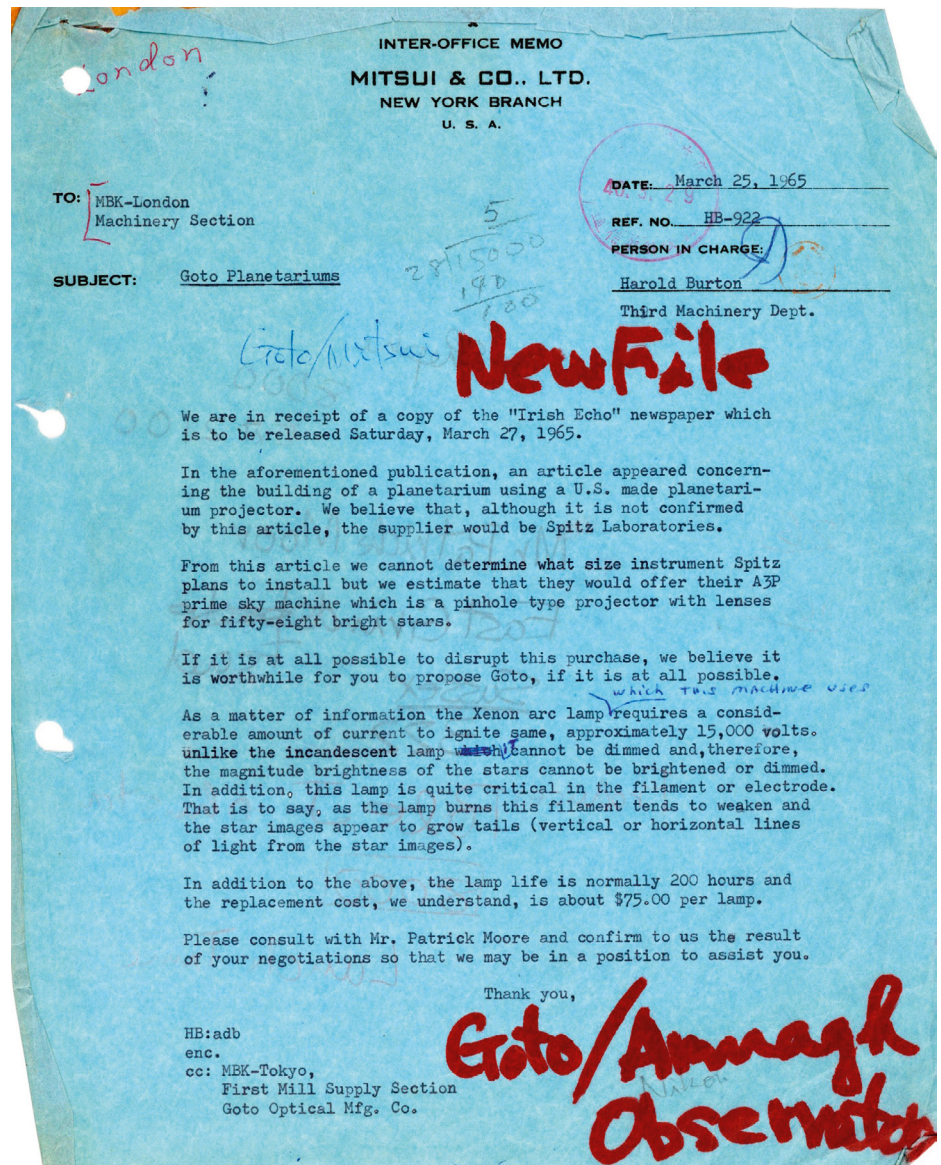 London
INTER-OFFICE MEMO
MITSUI & CO., LTD.
NEW YORK BRANCH
U. S. A.
TO: MBK-London
Machinery Section
DATE: March 25, 1965
REF. NO. HB-922
PERSON IN CHARGE:
Harold Burton
Third Machinery Dept.
SUBJECT: Goto Planetariums
5
28/15000
140
100
Goto/Mitsui
New File
We are in receipt of a copy of the "Irish Echo" newspaper which
is to be released Saturday, March 27, 1965.
In the aforementioned publication, an article appeared concern-
ing the building of a planetarium using a U.S. made planetari-
um projector. We believe that, although it is not confirmed
by this article, the supplier would be Spitz Laboratories.
From this article we cannot determine what size instrument Spitz
plans to install but we estimate that they would offer their A3P
prime sky machine which is a pinhole type projector with lenses
for fifty-eight bright stars.
If it is at all possible to disrupt this purchase, we believe it
is worthwhile for you to propose Goto, if it is at all possible.
which this machine uses
As a matter of information the Xenon arc lamp requires a consid-
erable amount of current to ignite same, approximately 15,000 volts.
unlike the incandescent lamp it cannot be dimmed and,therefore,
the magnitude brightness of the stars cannot be brightened or dimmed.
In addition, this lamp is quite critical in the filament or electrode.
That is to say, as the lamp burns this filament tends to weaken and
the star images appear to grow tails (vertical or horizontal lines
of light from the star images).
In addition to the above, the lamp life is normally 200 hours and
the replacement cost, we understand, is about $75.00 per lamp.
Please consult with Mr. Patrick Moore and confirm to us the result
of your negotiations so that we may be in a position to assist you.
Thank you,
HB:adb
enc.
cc: MBK-Tokyo,
First Mill Supply Section
Goto Optical Mfg. Co.
Goto/Armagh
Observatory